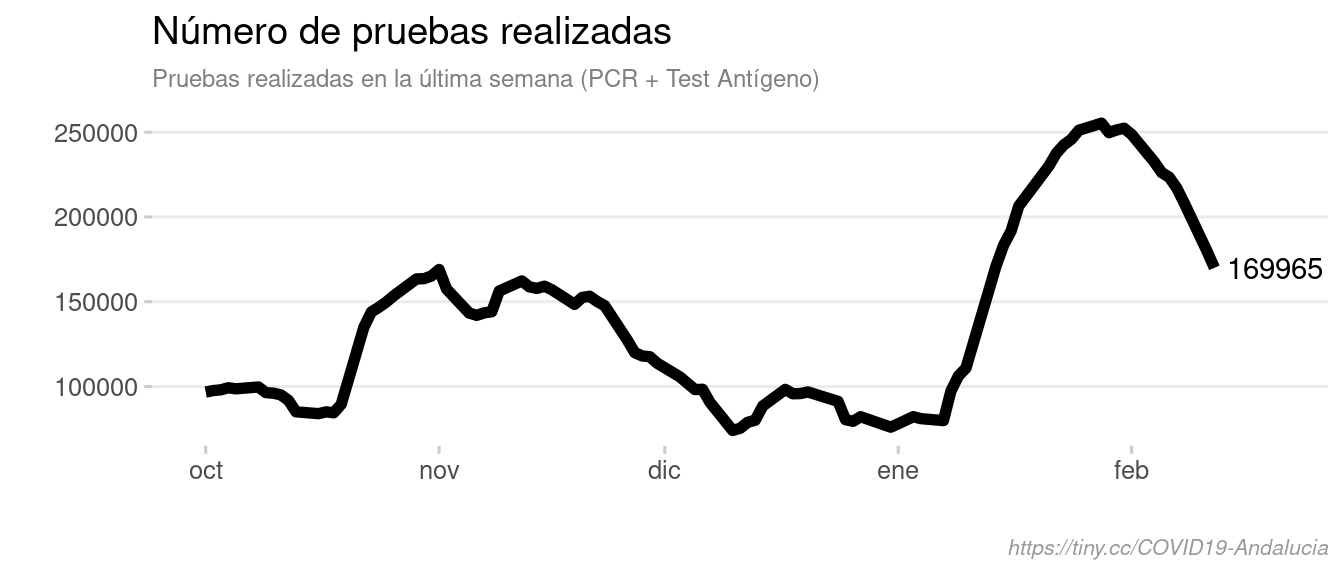 Número de pruebas realizadas
Pruebas realizadas en la última semana (PCR + Test Antígeno)
250000
200000
150000
100000
169965
oct nov dic ene feb
https://tiny.cc/COVID19-Andalucia